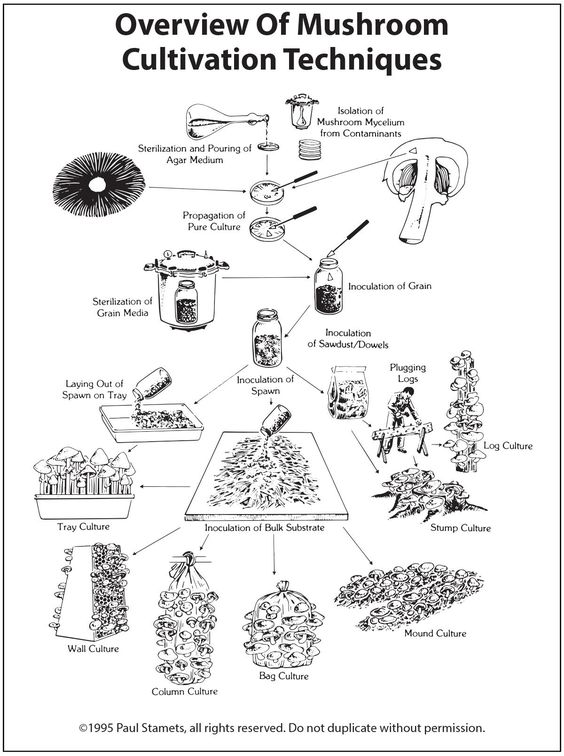 Overview Of Mushroom
Cultivation Techniques
Isolation of
Mushroom Mycelium
from Contaminants
Sterilization and Pouring of
Agar Medium
Propagation of
Pure Culture
Inoculation of Grain
Sterilization of
Grain Media
Inoculation
of Sawdust/Dowels
Plugging
Logs
Laying Out of
Spawn on Tray
Inoculation of
Spawn
Log Culture
Tray Culture
Inoculation of Bulk Substrate
Stump Culture
Wall Culture
Column Culture
Bag Culture
Mound Culture
©1995 Paul Stamets, all rights reserved. Do not duplicate without permission.